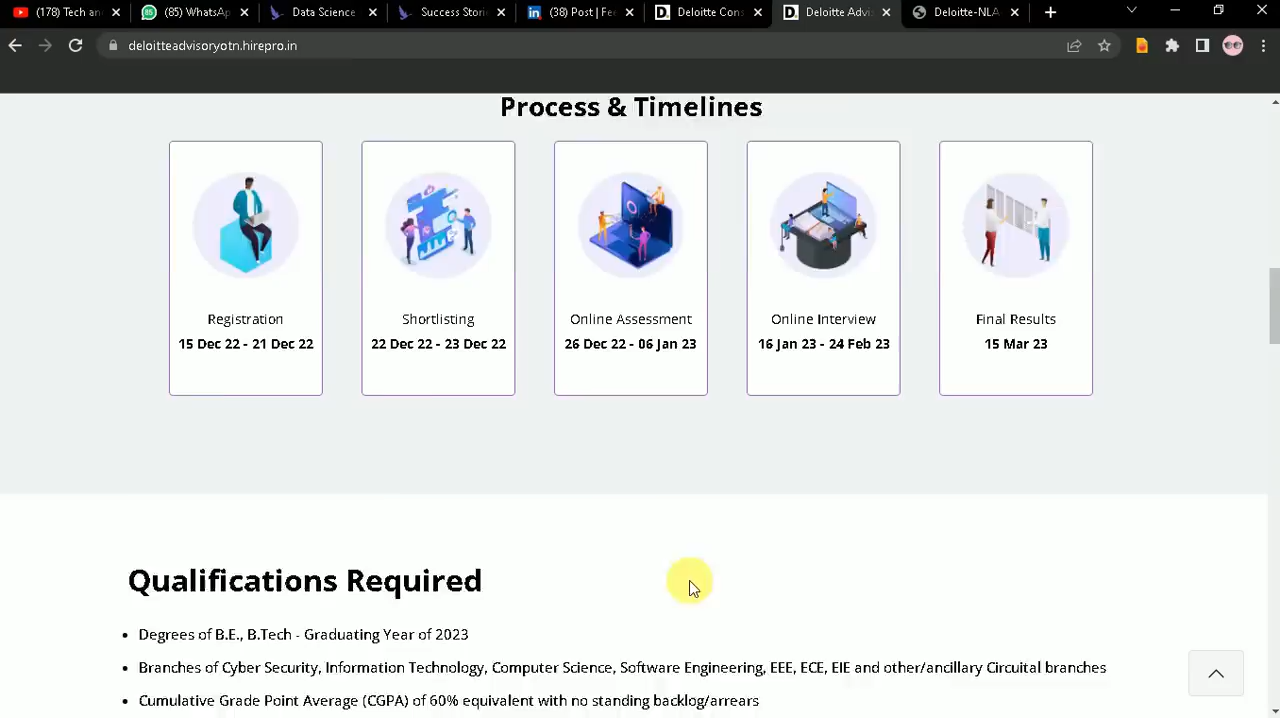 (178) Tech an
(85) WhatsAp
Data Science
Success Stori
(38) Post | Fee
Deloitte Con
Deloitte Advi
Deloitte-NLA
deloitteadvisoryotn.hirepro.in
Process & Timelines
Registration
15 Dec 22 - 21 Dec 22
Shortlisting
22 Dec 22 - 23 Dec 22
Online Assessment
26 Dec 22 - 06 Jan 23
Online Interview
16 Jan 23 - 24 Feb 23
Final Results
15 Mar 23
Qualifications Required
• Degrees of B.E., B.Tech - Graduating Year of 2023
• Branches of Cyber Security, Information Technology, Computer Science, Software Engineering, EEE, ECE, EIE and other/ancillary Circuital branches
• Cumulative Grade Point Average (CGPA) of 60% equivalent with no standing backlog/arrears